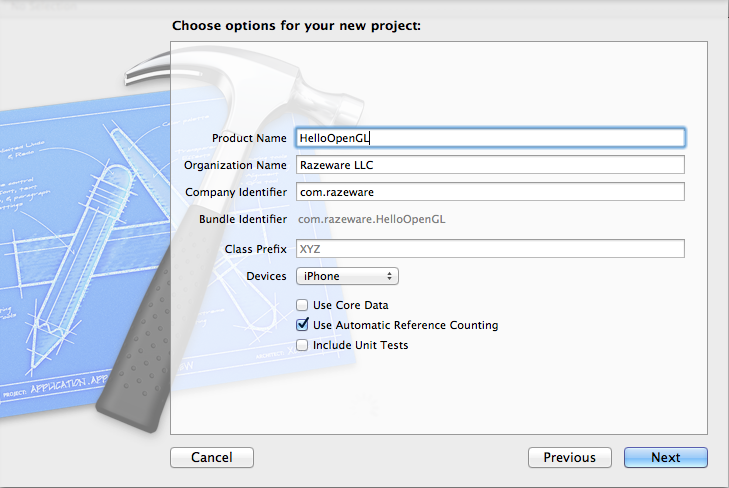 Choose options for your new project:
Product Name HelloOpenGL
Organization Name Razeware LLC
Company Identifier com.razeware
Bundle Identifier com.razeware.HelloOpenGL
Class Prefix XYZ
Devices iPhone
Use Core Data
Use Automatic Reference Counting
Include Unit Tests
PROJECT: APPLICATION.APP
Cancel Previous Next